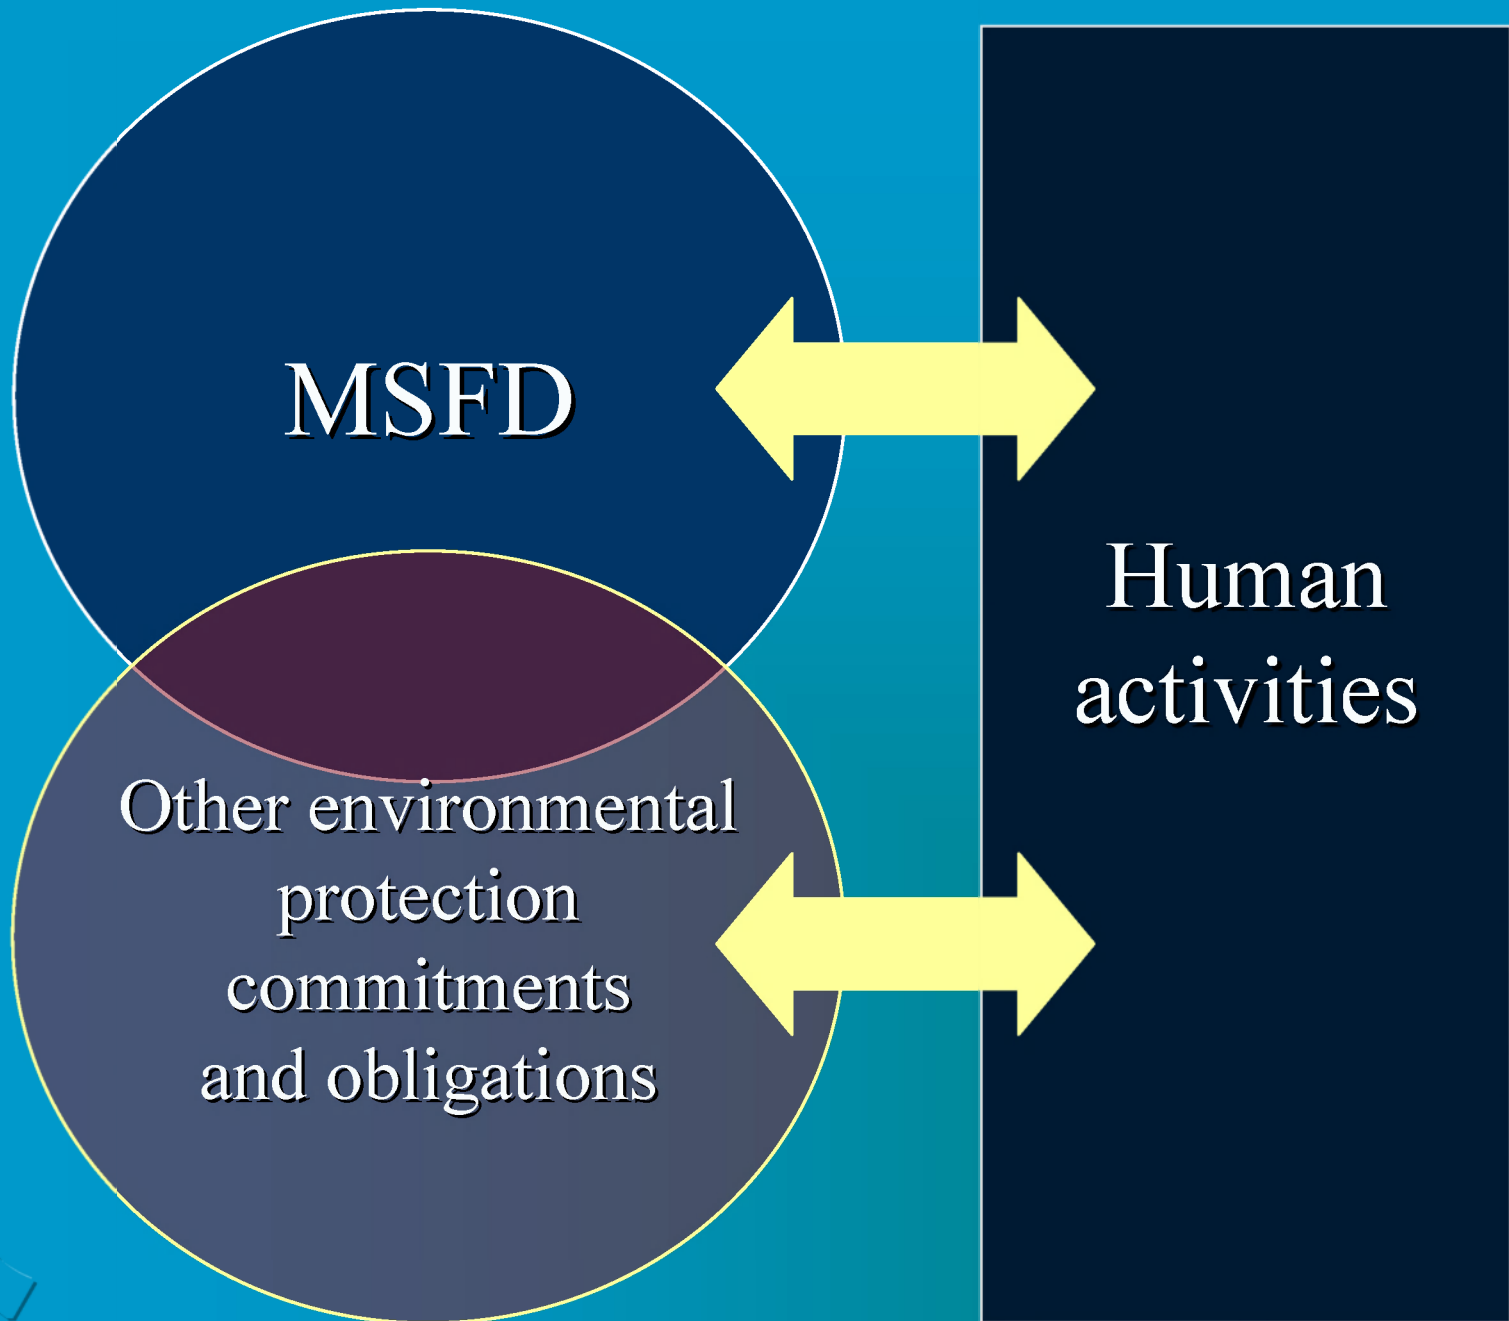 MSFD
Human
activities
Other environmental
protection
commitments
and obligations